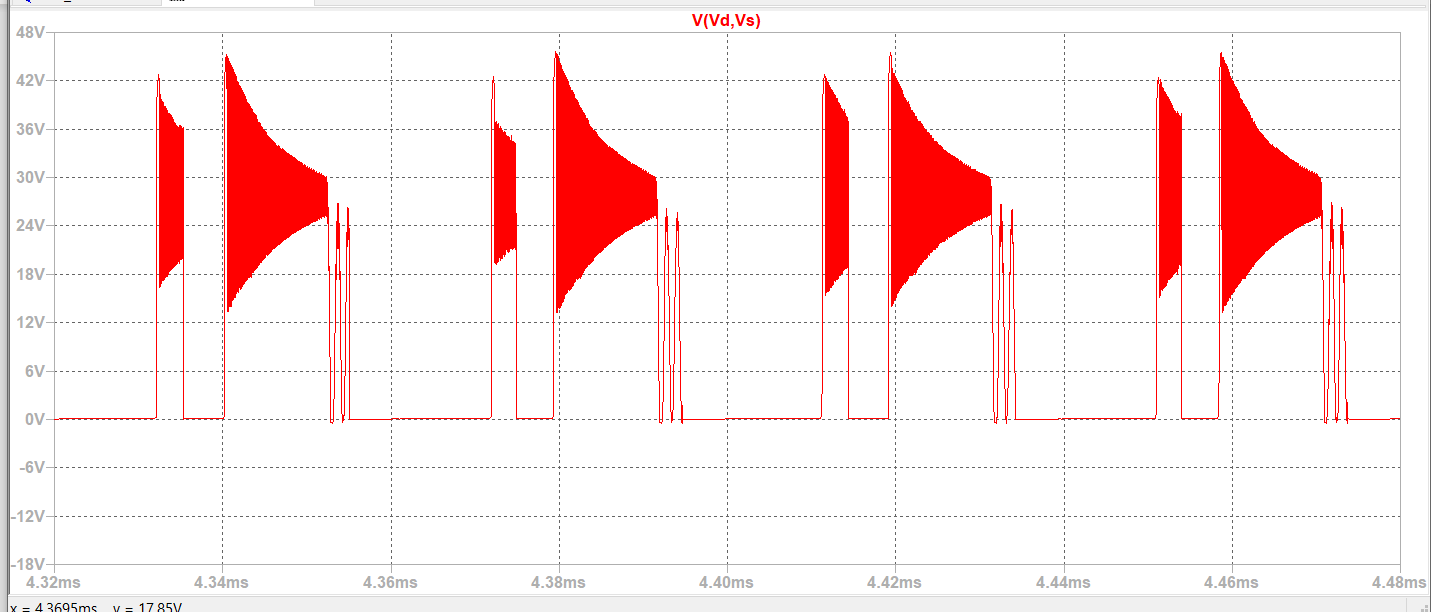 V(Vd,Vs)
48V
42V
36V
30V
24V
18V
12V
6V
0V
-6V
-12V
-18V
4.32ms 4.34ms 4.36ms 4.38ms 4.40ms 4.42ms 4.44ms 4.46ms 4.48ms
x = 4.3695ms y = 17.85V